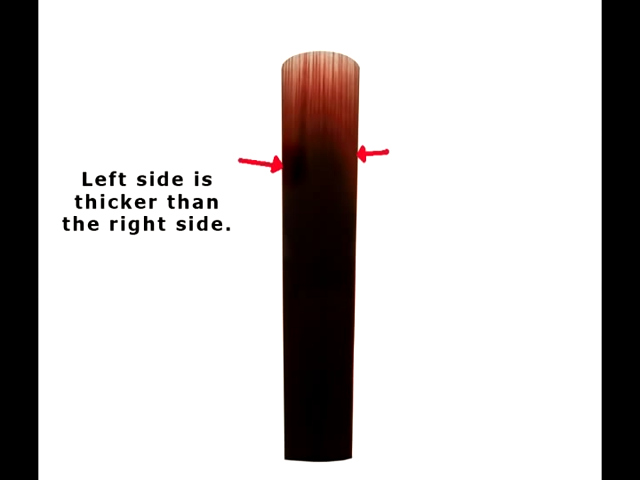 Left side is
thicker than
the right side.